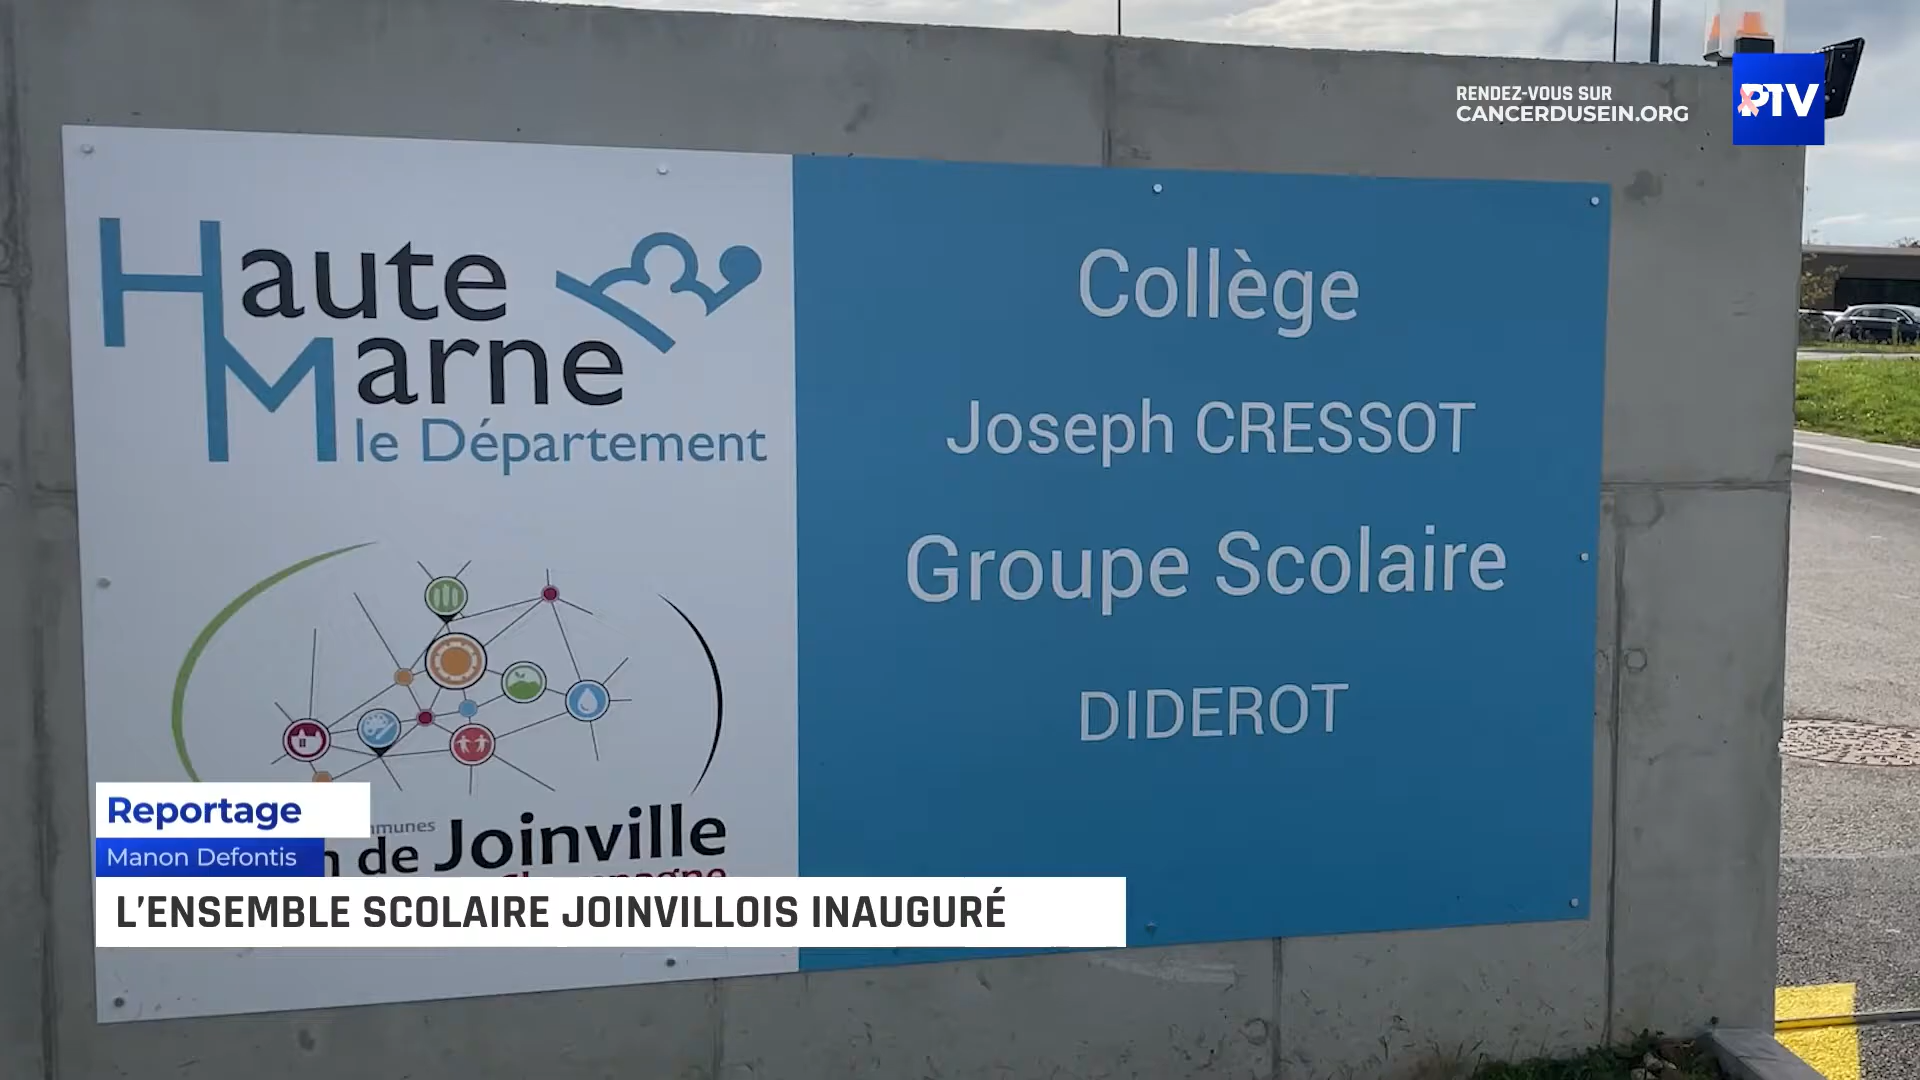 RENDEZ-VOUS SUR
CANCERDUSEIN.ORG
PTV
Haute
Marne
le Département
Collège
Joseph CRESSOT
Groupe Scolaire
DIDEROT
de Joinville
Reportage
Manon Defontis
L'ENSEMBLE SCOLAIRE JOINVILLOIS INAUGURÉ